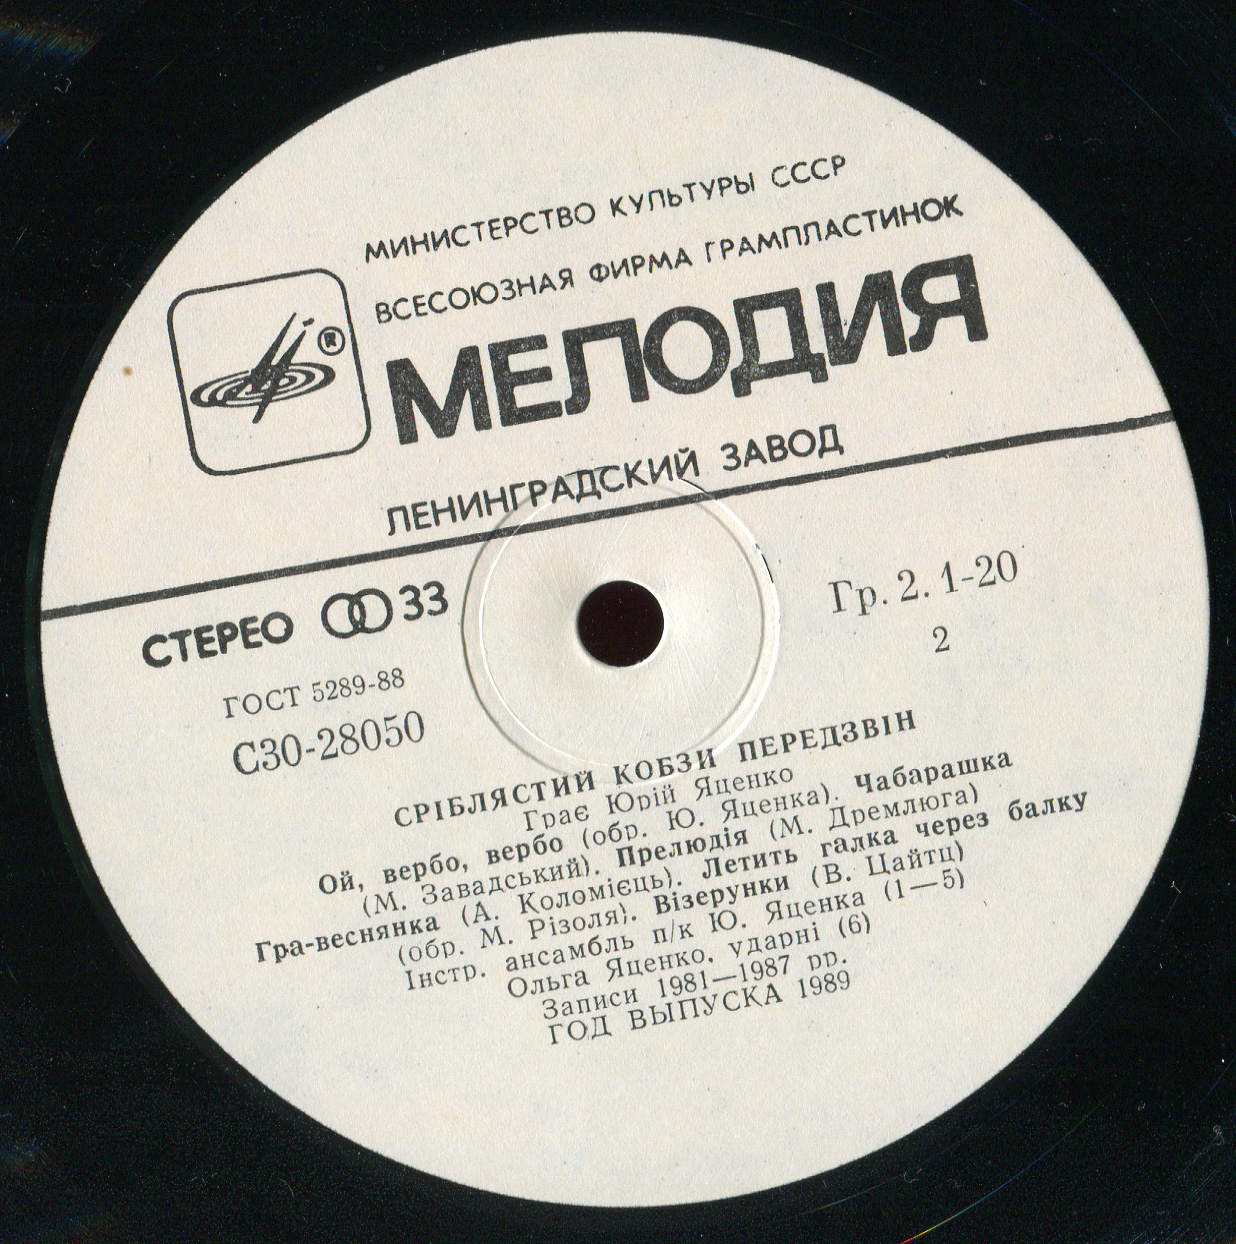 МИНИСТЕРСТВО КУЛЬТУРЫ СССР
ВСЕСОЮЗНАЯ ФИРМА ГРАМПЛАСТИНОК
МЕЛОДИЯ
®
ЛЕНИНГРАДСКИЙ ЗАВОД
СТЕРЕО 33
Гр. 2. 1-20
ГОСТ 5289-88
2
С30-28050
СРІБЛЯСТИЙ КОБЗИ ПЕРЕДЗВІН
Грає Юрій Яценко
Ой, вербо, вербо (обр. Ю. Яценка). Чабарашка
(М. Завадський). Прелюдія (М. Дремлюга)
Гра-веснянка (А. Коломієць). Летить галка через балку
(обр. М. Різоля). Візерунки (В. Цайтц)
Інстр. ансамбль п/к Ю. Яценка (1—5)
Ольга Яценко, ударні (6)
Записи 1981—1987 рр.
ГОД ВЫПУСКА 1989